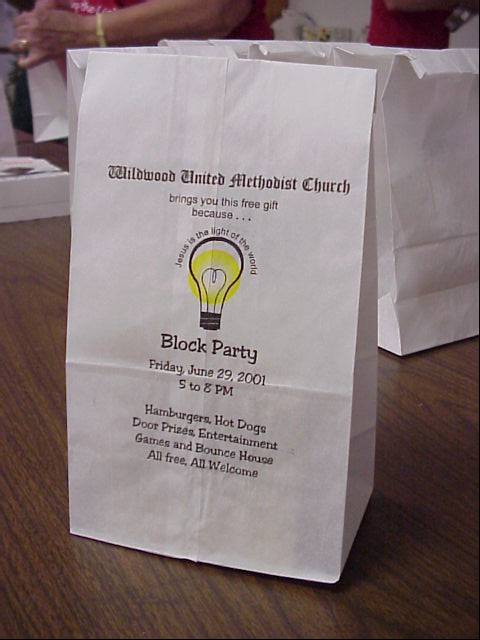 Wildwood United Methodist Church
brings you this free gift
because . . .
Jesus is the light of the world
Block Party
Friday, June 29, 2001
5 to 8 PM
Hamburgers, Hot Dogs
Door Prizes, Entertainment
Games and Bounce House
All free, All Welcome